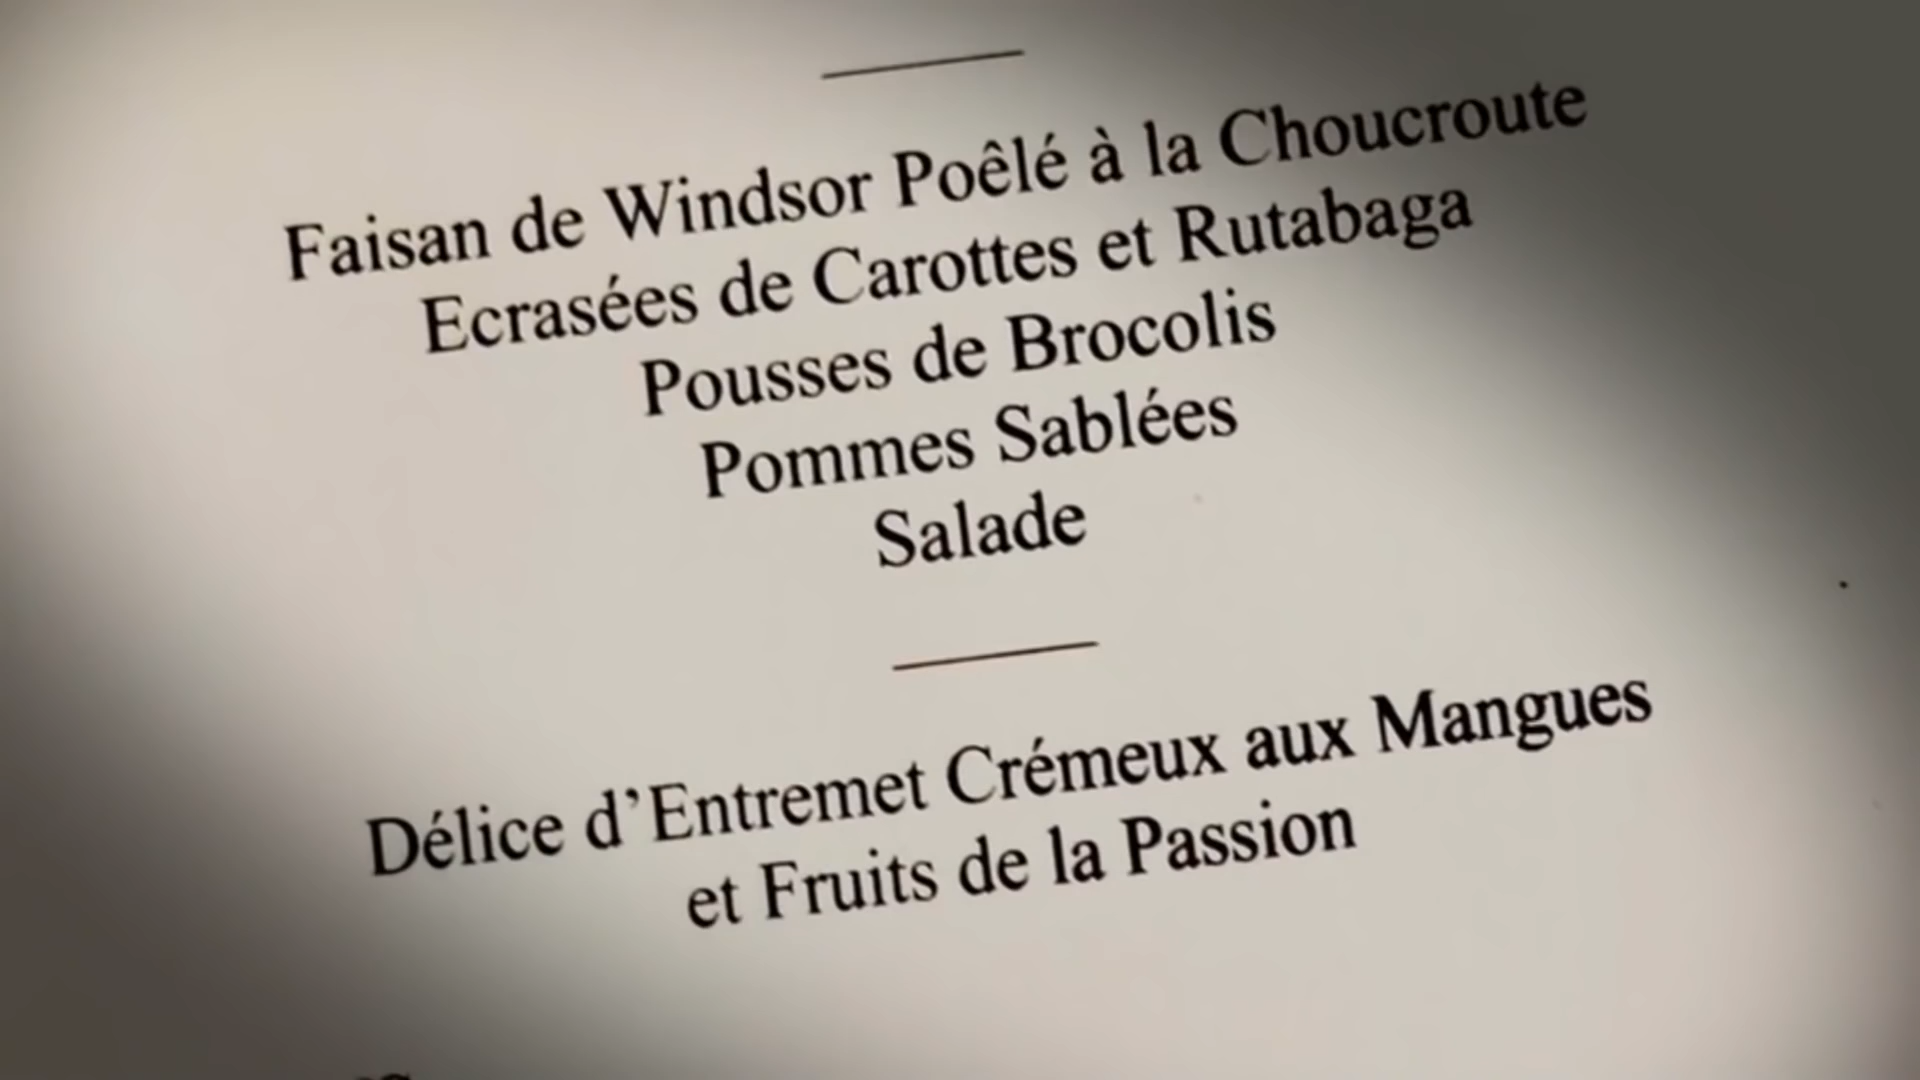 Faisan de Windsor Poêlé à la Choucroute
Ecrasées de Carottes et Rutabaga
Pousses de Brocolis
Pommes Sablées
Salade
Délice d’Entremet Crémeux aux Mangues
et Fruits de la Passion